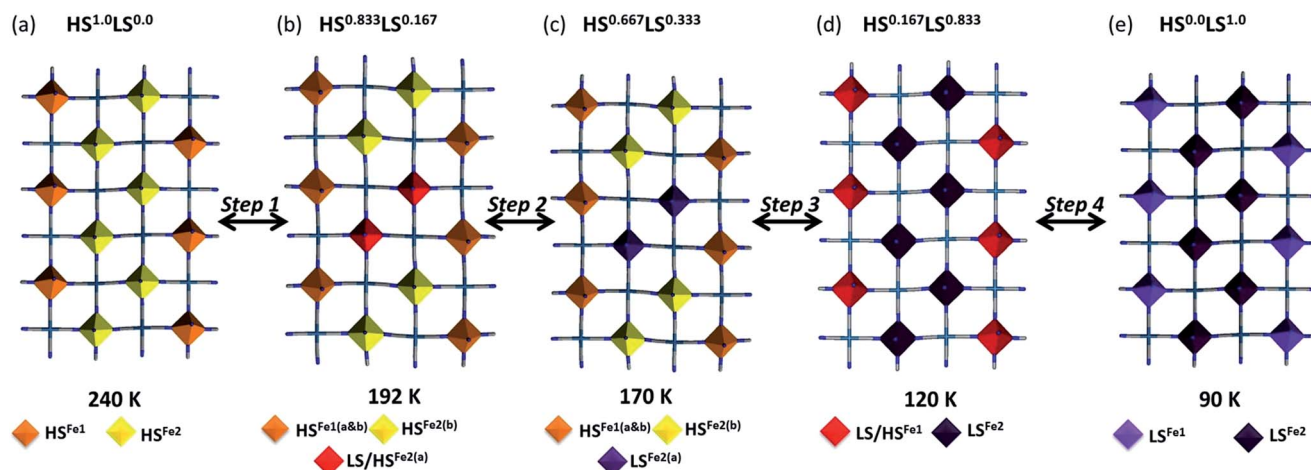 (a) HS1.0LS0.0 (b) HS0.833LS0.167 (c) HS0.667LS0.333 (d) HS0.167LS0.833 (e) HS0.0LS1.0
Step 1 Step 2 Step 3 Step 4
240 K 192 K 170 K 120 K 90 K
HSFe1 HSFe2 HSFe1(a&b) HSFe2(b) HSFe1(a&b) HSFe2(b) LS/HSFe1 LSFe2 LSFe1 LSFe2
LS/HSFe2(a) LSFe2(a)